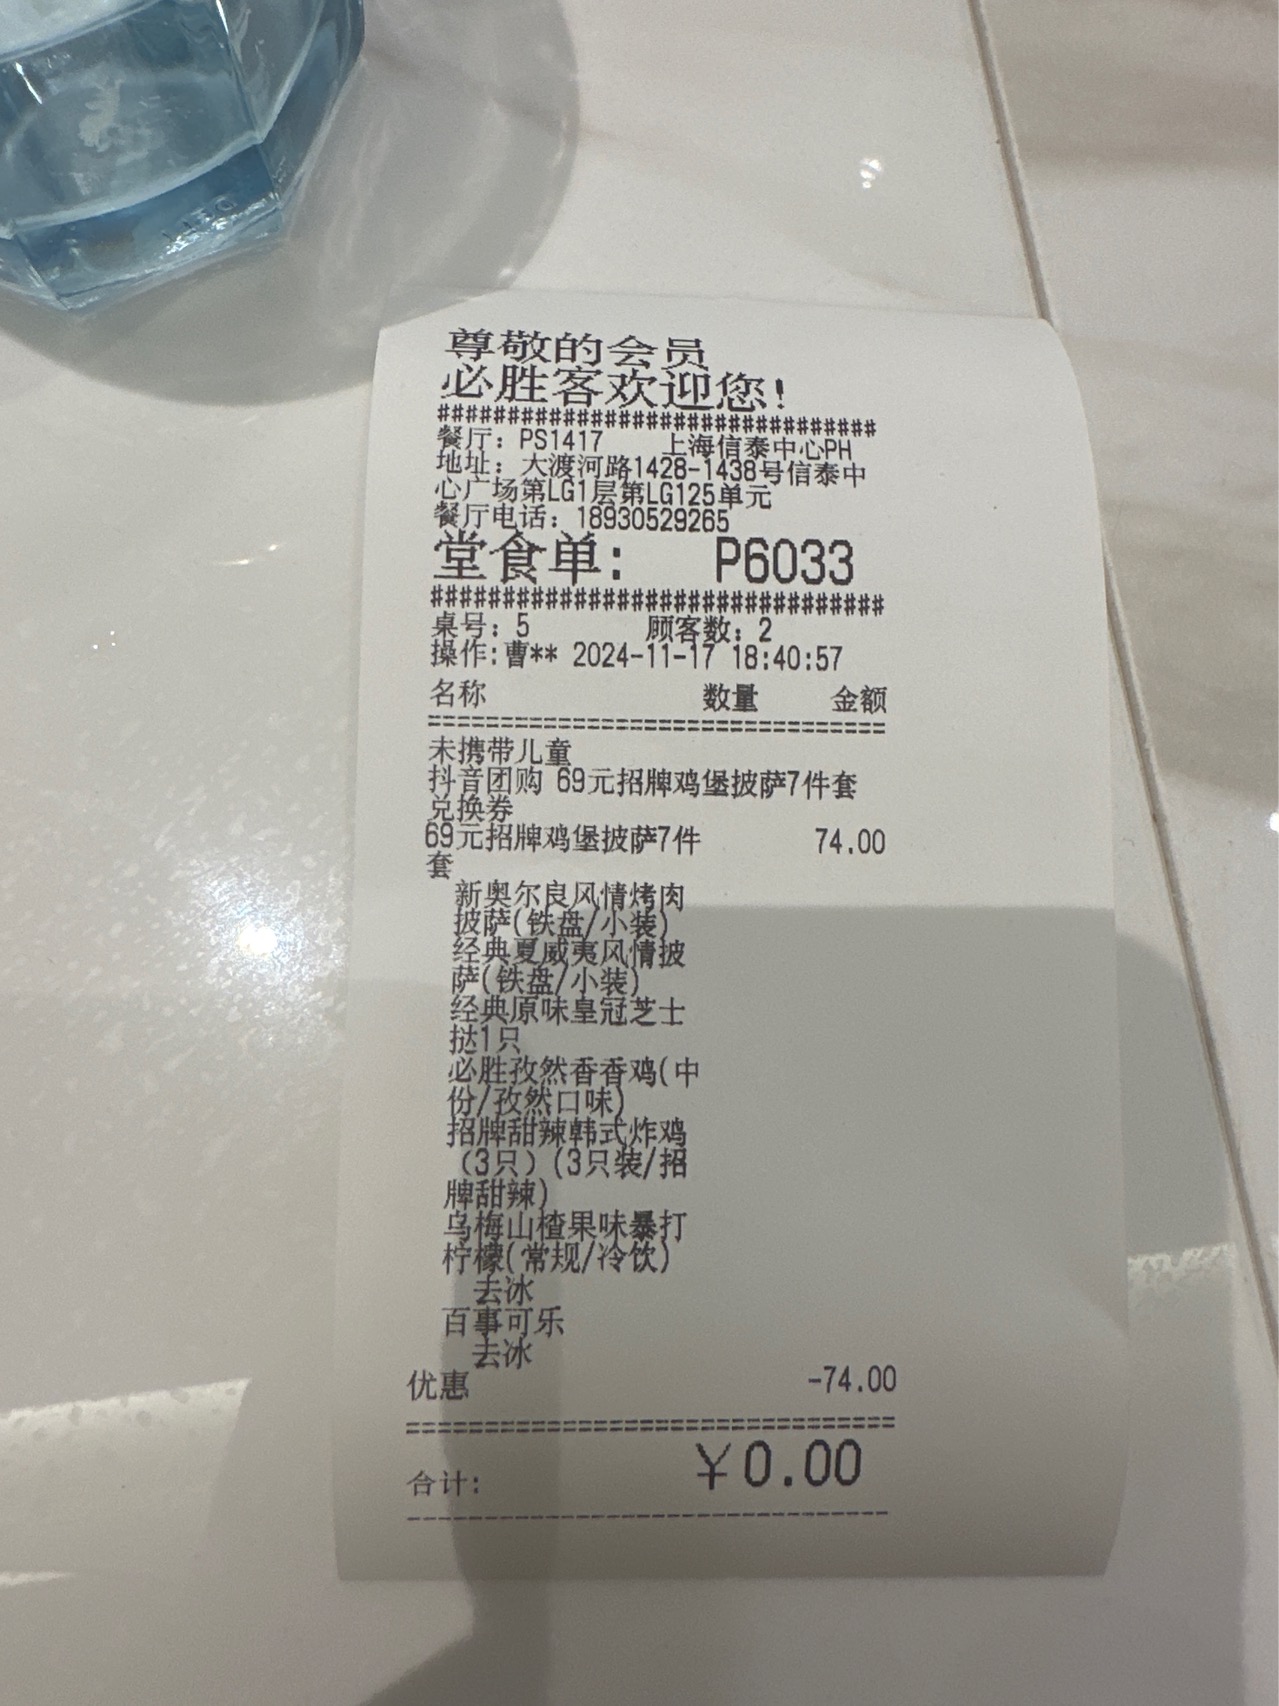 尊敬的会员
必胜客欢迎您!
################################
餐厅: PS1417 上海信泰中心PH
地址: 大渡河路1428-1438号信泰中
心广场第LG1层第LG125单元
餐厅电话: 18930529265
堂食单: P6033
################################
桌号: 5 顾客数: 2
操作:曹** 2024-11-17 18:40:57
名称 数量 金额
================================
未携带儿童
抖音团购 69元招牌鸡堡披萨7件套
兑换券
69元招牌鸡堡披萨7件 74.00
套
新奥尔良风情烤肉
披萨(铁盘/小装)
经典夏威夷风情披
萨(铁盘/小装)
经典原味皇冠芝士
挞1只
必胜孜然香香鸡(中
份/孜然口味)
招牌甜辣韩式炸鸡
(3只)(3只装/招
牌甜辣)
乌梅山楂果味暴打
柠檬(常规/冷饮)
去冰
百事可乐
去冰
优惠 -74.00
================================
合计: ¥0.00
--------------------------------